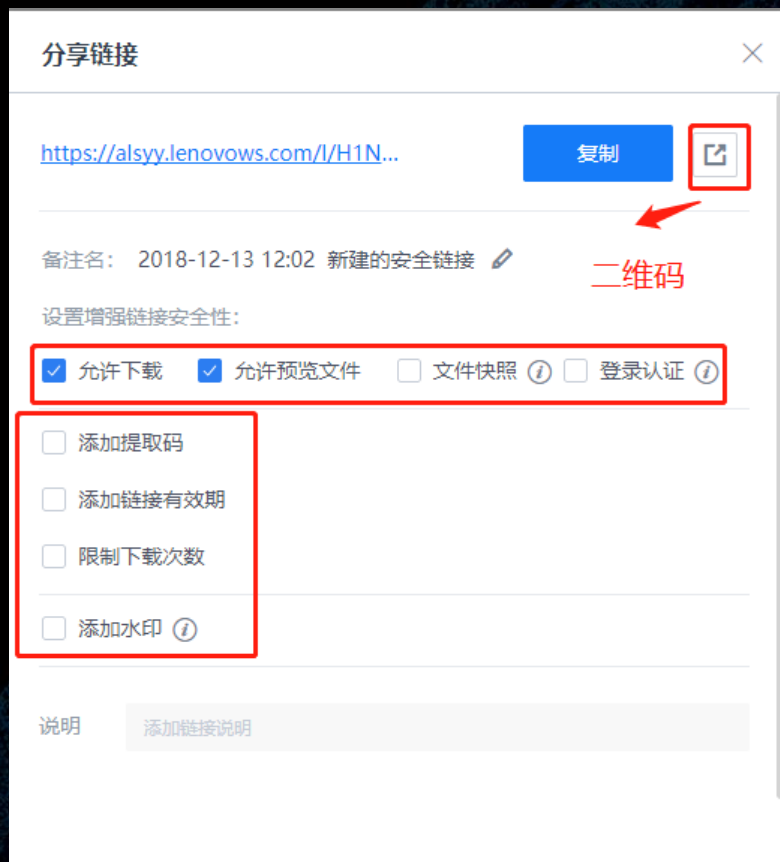 分享链接
https://alsyy.lenovows.com/l/H1N... 复制
二维码
备注名： 2018-12-13 12:02 新建的安全链接
设置增强链接安全性：
允许下载 允许预览文件 文件快照 登录认证
添加提取码
添加链接有效期
限制下载次数
添加水印
说明 添加链接说明